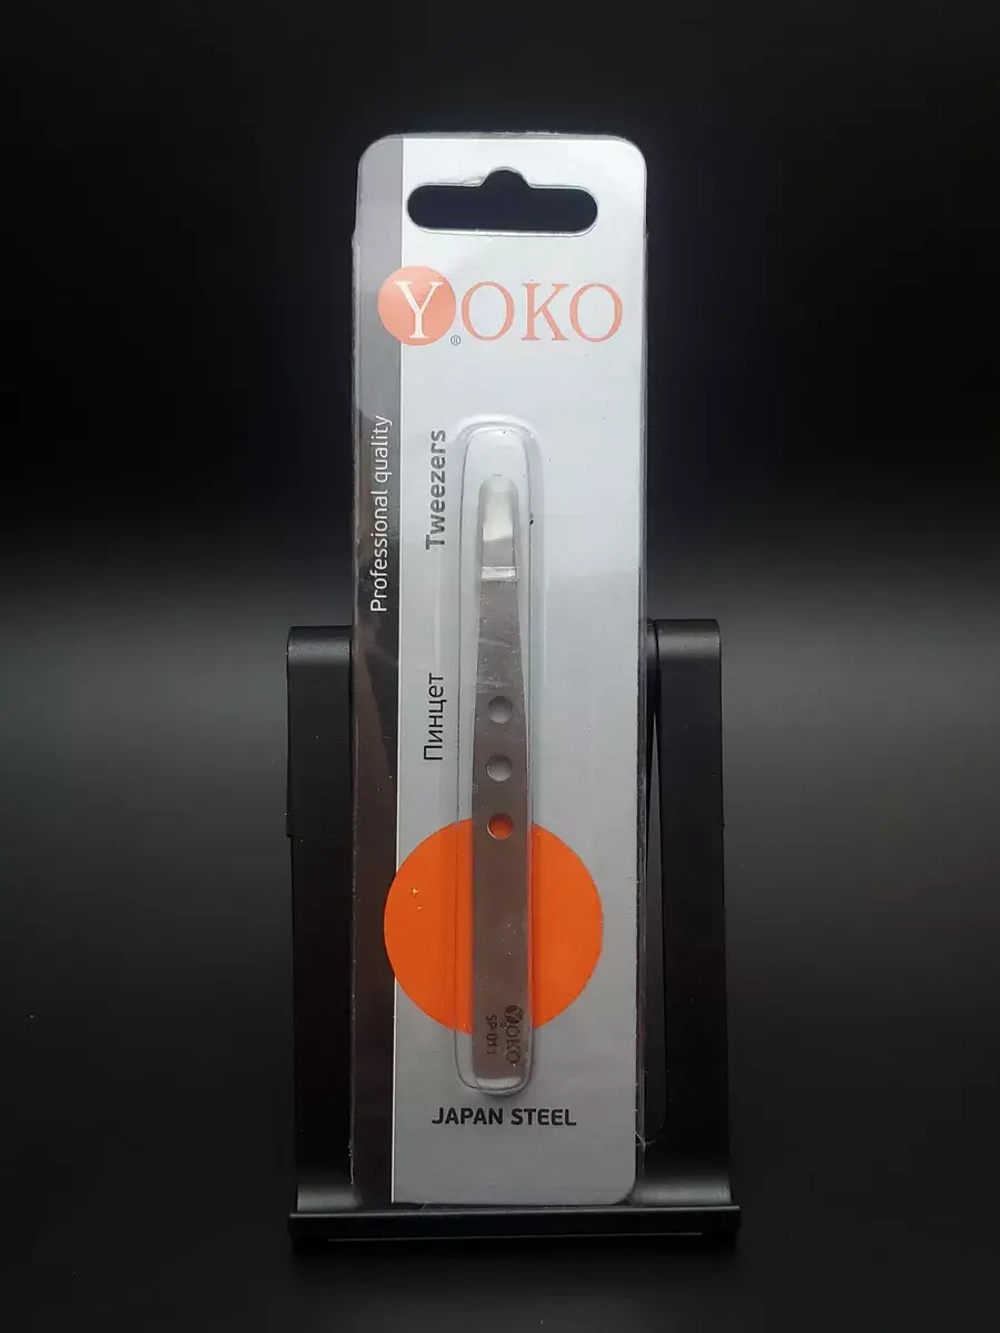 YOKO
®
Professional quality
Tweezers
Пинцет
YOKO
SP 011
JAPAN STEEL